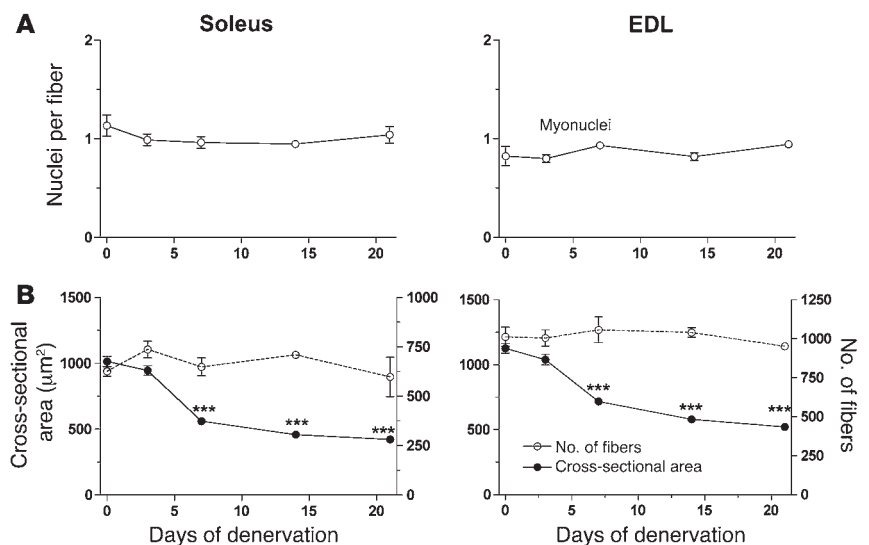 A
Soleus
EDL
Nuclei per fiber
2
1
0
0 5 10 15 20
2
1
0
Myonuclei
0 5 10 15 20
B
Cross-sectional
area (μm²)
1500
1000
500
0
1000
750
500
250
0
*** *** ***
0 5 10 15 20
Days of denervation
1500
1000
500
0
1250
1000
750
500
250
0
*** *** ***
No. of fibers
Cross-sectional area
0 5 10 15 20
Days of denervation
No. of fibers